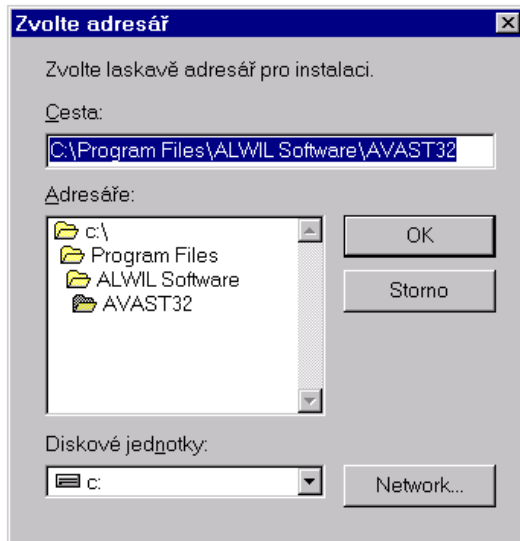 Zvolte adresář
Zvolte laskavě adresář pro instalaci.
Cesta:
C:\Program Files\ALWIL Software\AVAST32
Adresáře:
c:\
Program Files
ALWIL Software
AVAST32
OK
Storno
Diskové jednotky:
c:
Network...